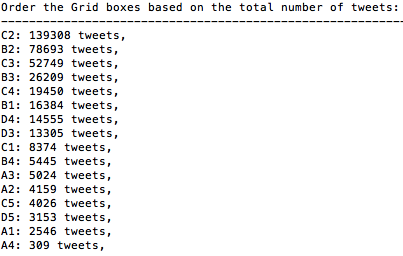 Order the Grid boxes based on the total number of tweets:
--------------------------------------------------------
C2: 139308 tweets,
B2: 78693 tweets,
C3: 52749 tweets,
B3: 26209 tweets,
C4: 19450 tweets,
B1: 16384 tweets,
D4: 14555 tweets,
D3: 13305 tweets,
C1: 8374 tweets,
B4: 5445 tweets,
A3: 5024 tweets,
A2: 4159 tweets,
C5: 4026 tweets,
D5: 3153 tweets,
A1: 2546 tweets,
A4: 309 tweets,